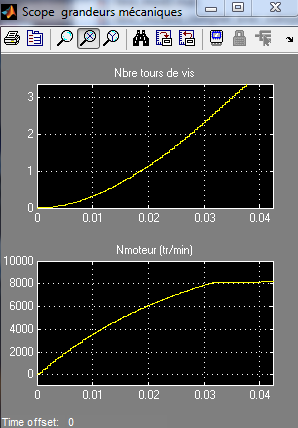 Scope grandeurs mécaniques
Nbre tours de vis
3
2
1
0
0 0.01 0.02 0.03 0.04
Nmoteur (tr/min)
10000
8000
6000
4000
2000
0
0 0.01 0.02 0.03 0.04
Time offset: 0